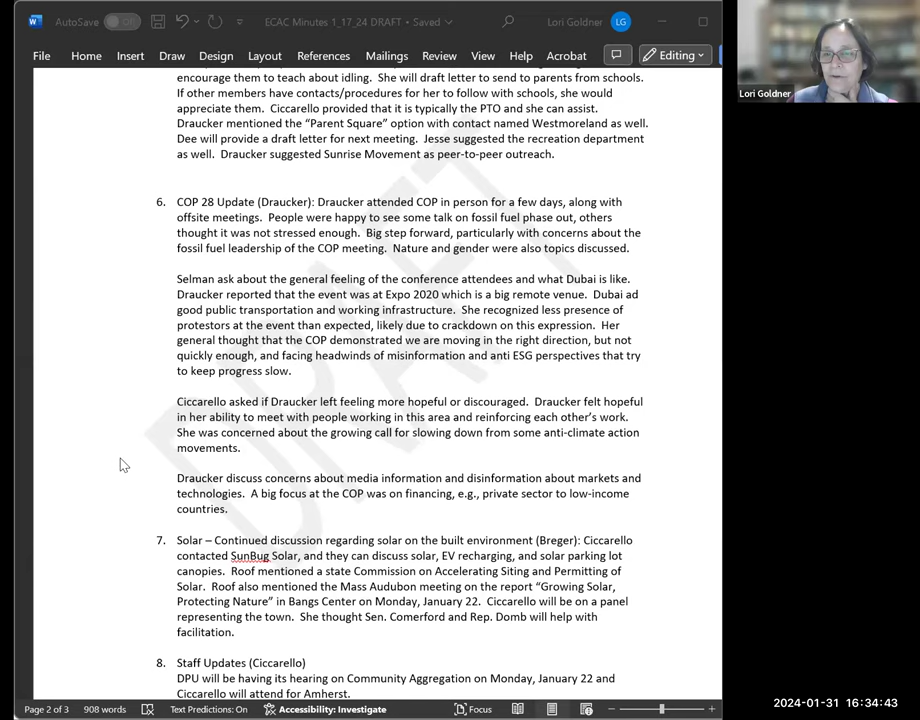 AutoSave Off ECAC Minutes 1_17_24 DRAFT • Saved Lori Goldner LG
File Home Insert Draw Design Layout References Mailings Review View Help Acrobat Editing
encourage them to teach about idling. She will draft letter to send to parents from schools.
If other members have contacts/procedures for her to follow with schools, she would
appreciate them. Ciccarello provided that it is typically the PTO and she can assist.
Draucker mentioned the “Parent Square” option with contact named Westmoreland as well.
Dee will provide a draft letter for next meeting. Jesse suggested the recreation department
as well. Draucker suggested Sunrise Movement as peer-to-peer outreach.
6. COP 28 Update (Draucker): Draucker attended COP in person for a few days, along with
offsite meetings. People were happy to see some talk on fossil fuel phase out, others
thought it was not stressed enough. Big step forward, particularly with concerns about the
fossil fuel leadership of the COP meeting. Nature and gender were also topics discussed.
Selman ask about the general feeling of the conference attendees and what Dubai is like.
Draucker reported that the event was at Expo 2020 which is a big remote venue. Dubai ad
good public transportation and working infrastructure. She recognized less presence of
protestors at the event than expected, likely due to crackdown on this expression. Her
general thought that the COP demonstrated we are moving in the right direction, but not
quickly enough, and facing headwinds of misinformation and anti ESG perspectives that try
to keep progress slow.
Ciccarello asked if Draucker left feeling more hopeful or discouraged. Draucker felt hopeful
in her ability to meet with people working in this area and reinforcing each other’s work.
She was concerned about the growing call for slowing down from some anti-climate action
movements.
Draucker discuss concerns about media information and disinformation about markets and
technologies. A big focus at the COP was on financing, e.g., private sector to low-income
countries.
7. Solar – Continued discussion regarding solar on the built environment (Breger): Ciccarello
contacted SunBug Solar, and they can discuss solar, EV recharging, and solar parking lot
canopies. Roof mentioned a state Commission on Accelerating Siting and Permitting of
Solar. Roof also mentioned the Mass Audubon meeting on the report “Growing Solar,
Protecting Nature” in Bangs Center on Monday, January 22. Ciccarello will be on a panel
representing the town. She thought Sen. Comerford and Rep. Domb will help with
facilitation.
8. Staff Updates (Ciccarello)
DPU will be having its hearing on Community Aggregation on Monday, January 22 and
Ciccarello will attend for Amherst.
DRAFT
Page 2 of 3 908 words Text Predictions: On Accessibility: Investigate Focus
Lori Goldner
2024-01-31 16:34:43